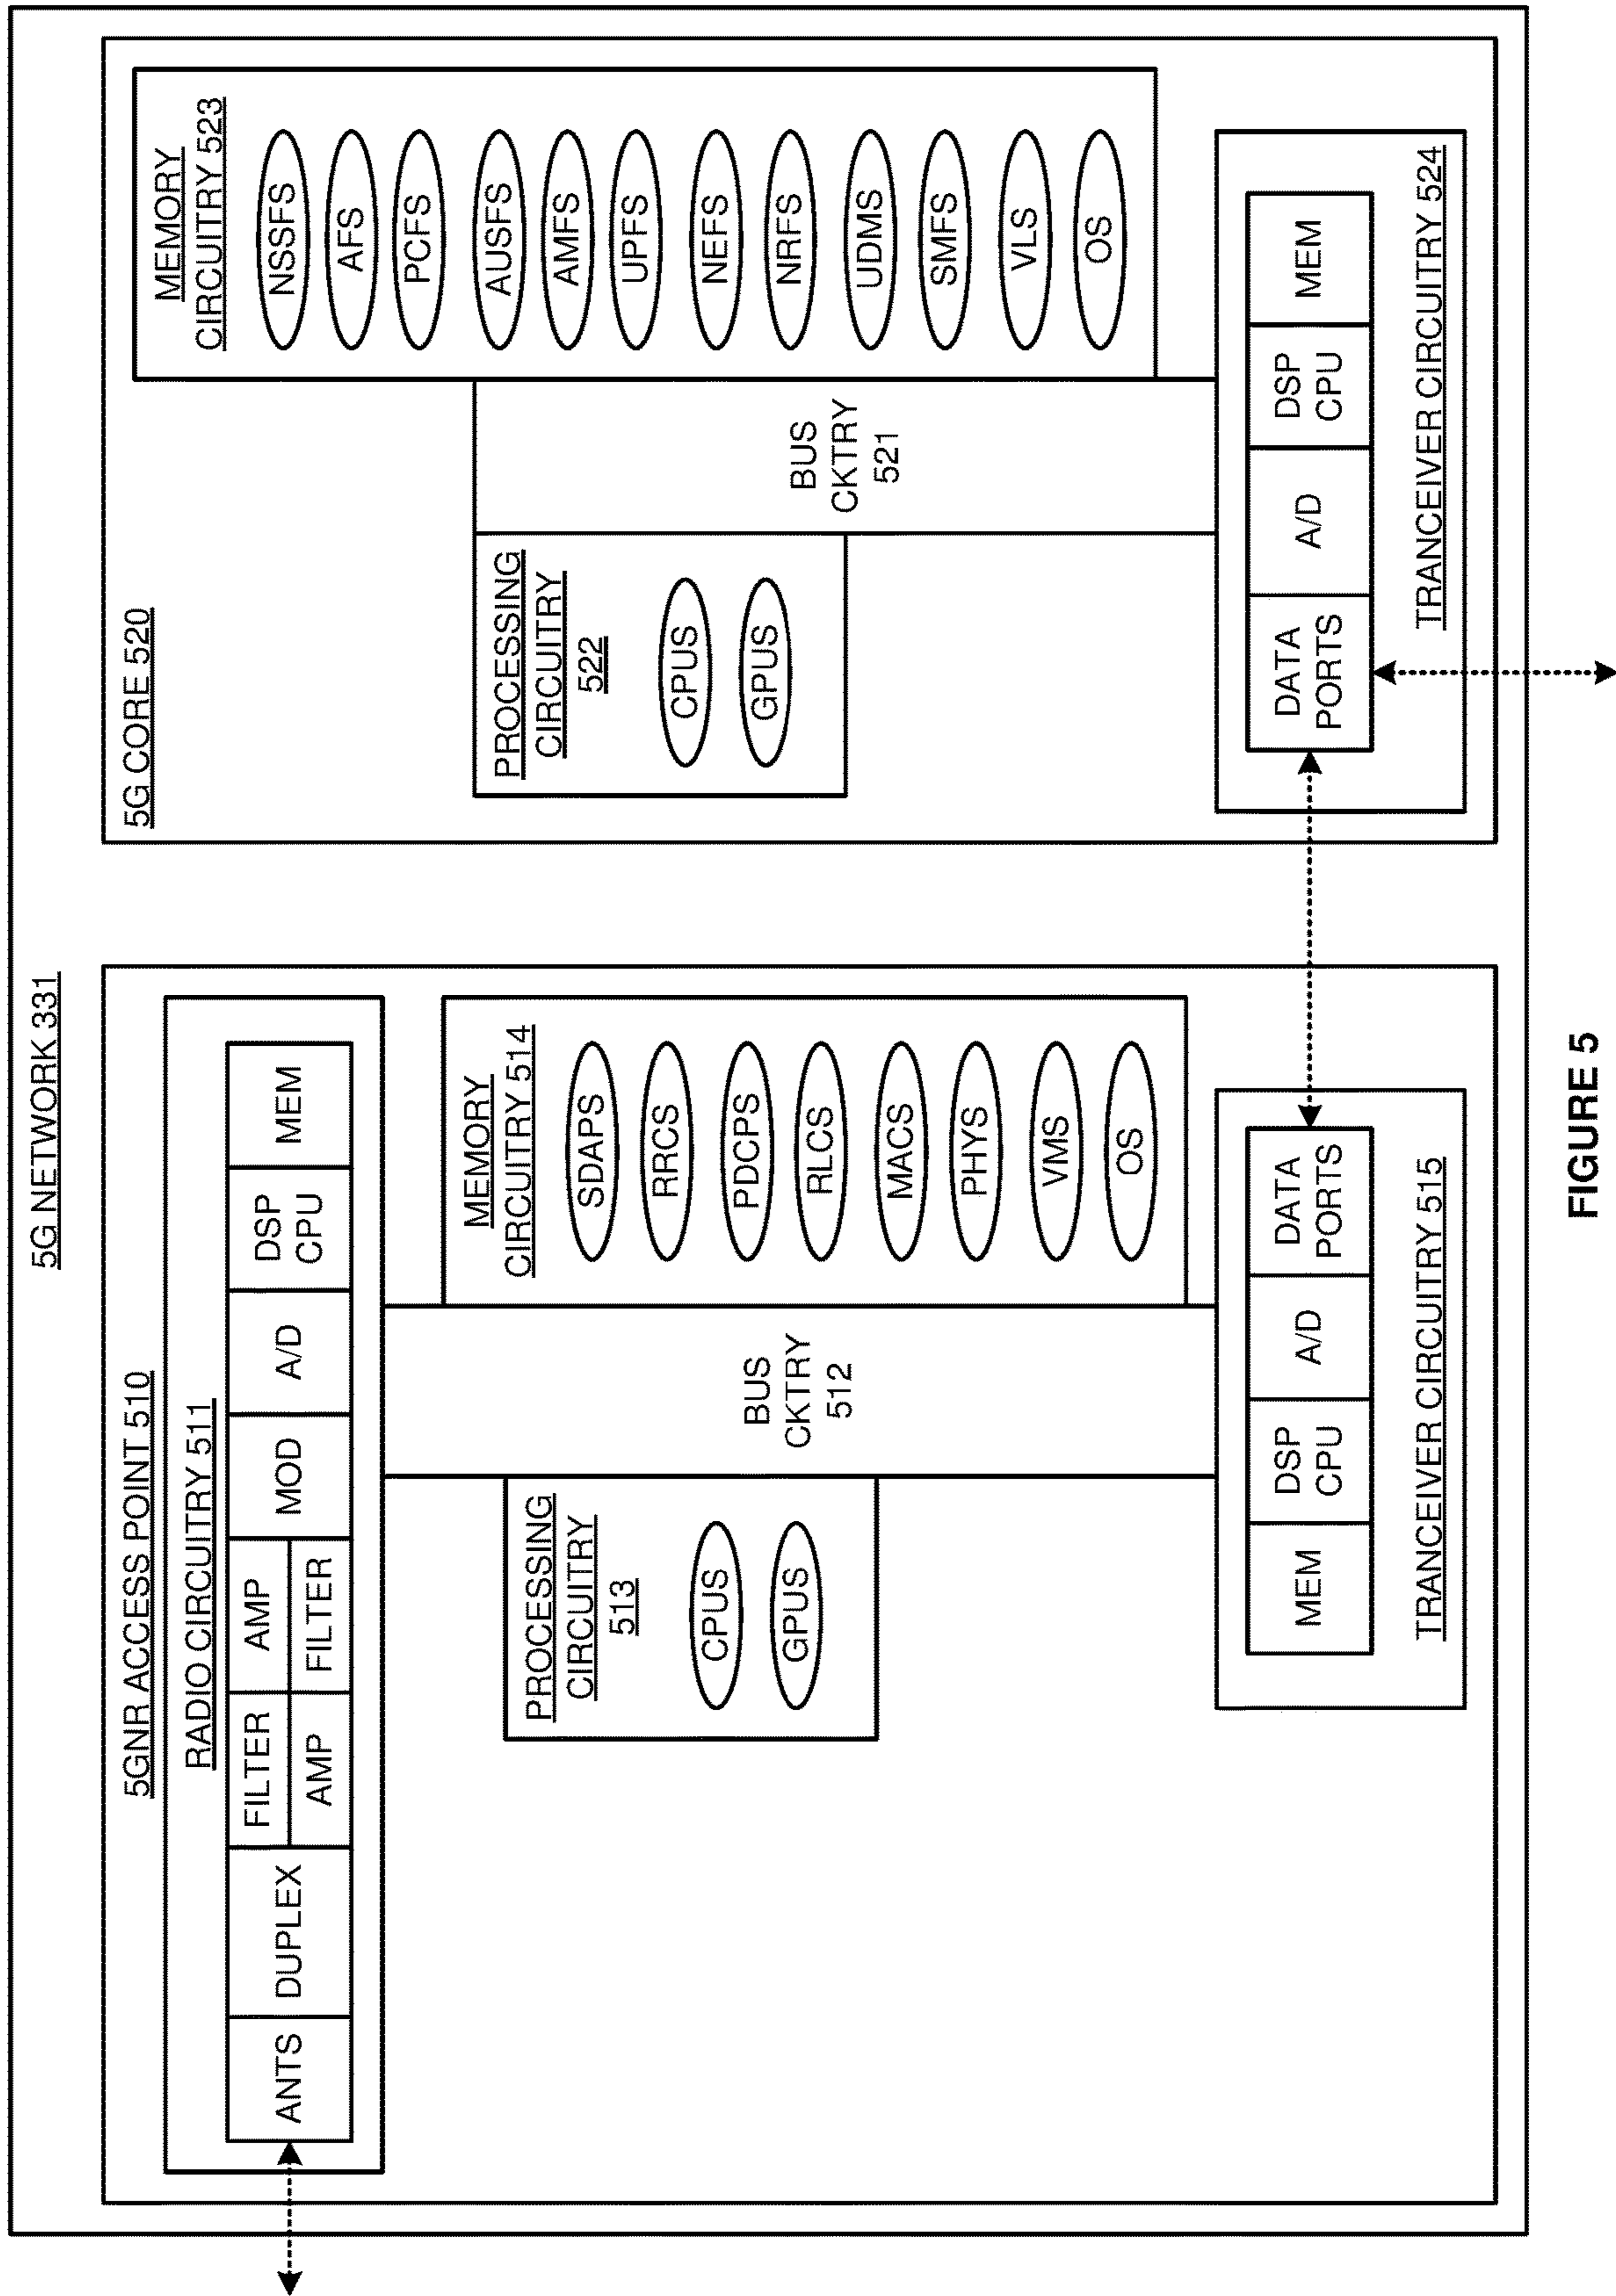 5G NETWORK 331
5GNR ACCESS POINT 510
RADIO CIRCUITRY 511
ANTS
DUPLEX
FILTER
AMP
AMP
FILTER
MOD
A/D
DSP
CPU
MEM
PROCESSING
CIRCUITRY
513
CPUS
GPUS
BUS
CKTRY
512
MEMORY
CIRCUITRY 514
SDAPS
RRCS
PDCPS
RLCS
MACS
PHYS
VMS
OS
MEM
DSP
CPU
A/D
DATA
PORTS
TRANCEIVER CIRCUITRY 515
5G CORE 520
PROCESSING
CIRCUITRY
522
CPUS
GPUS
BUS
CKTRY
521
MEMORY
CIRCUITRY 523
NSSFS
AFS
PCFS
AUSFS
AMFS
UPFS
NEFS
NRFS
UDMS
SMFS
VLS
OS
DATA
PORTS
A/D
DSP
CPU
MEM
TRANCEIVER CIRCUITRY 524
FIGURE 5